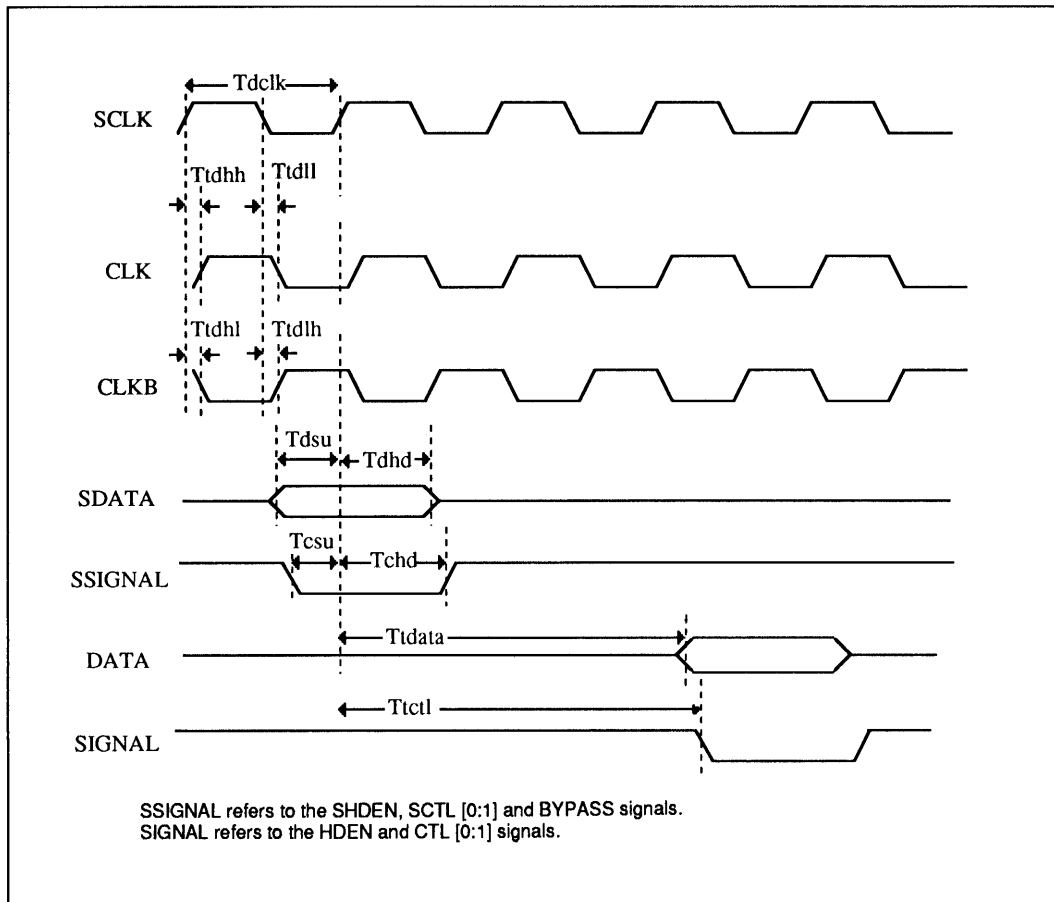 Tdclk
SCLK
Ttdhh Ttdll
CLK
Ttdhl Ttdlh
CLKB
Tdsu Tdhd
SDATA
Tcsu Tchd
SSIGNAL
Ttdata
DATA
Ttctl
SIGNAL
SSIGNAL refers to the SHDEN, SCTL [0:1] and BYPASS signals.
SIGNAL refers to the HDEN and CTL [0:1] signals.